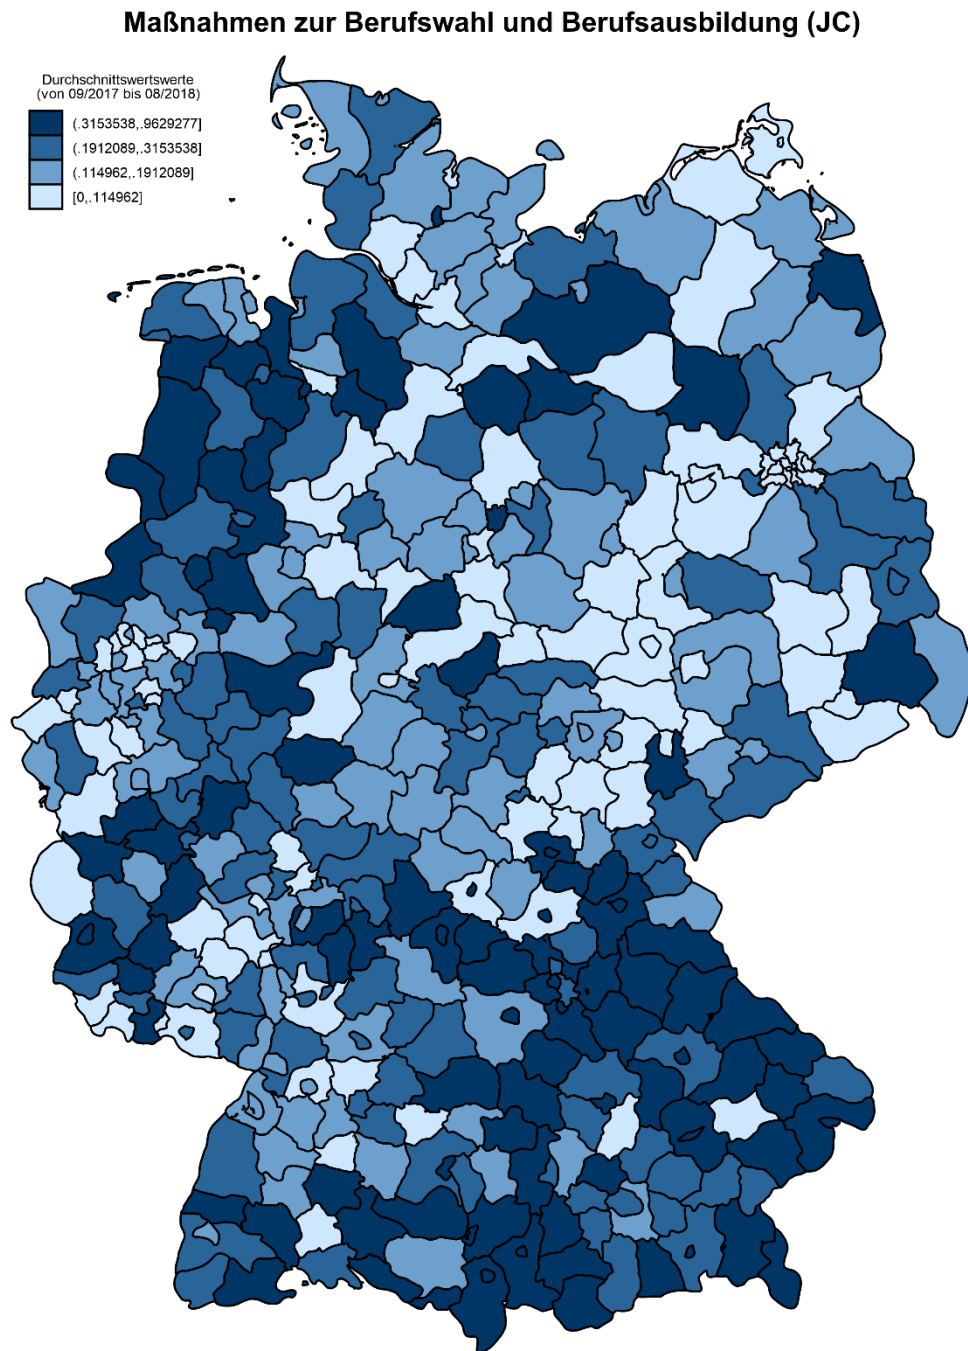 Maßnahmen zur Berufswahl und Berufsausbildung (JC)
Durchschnittswertswerte
(von 09/2017 bis 08/2018)
(.3153538,.9629277]
(.1912089,.3153538]
(.114962,.1912089]
[0,.114962]